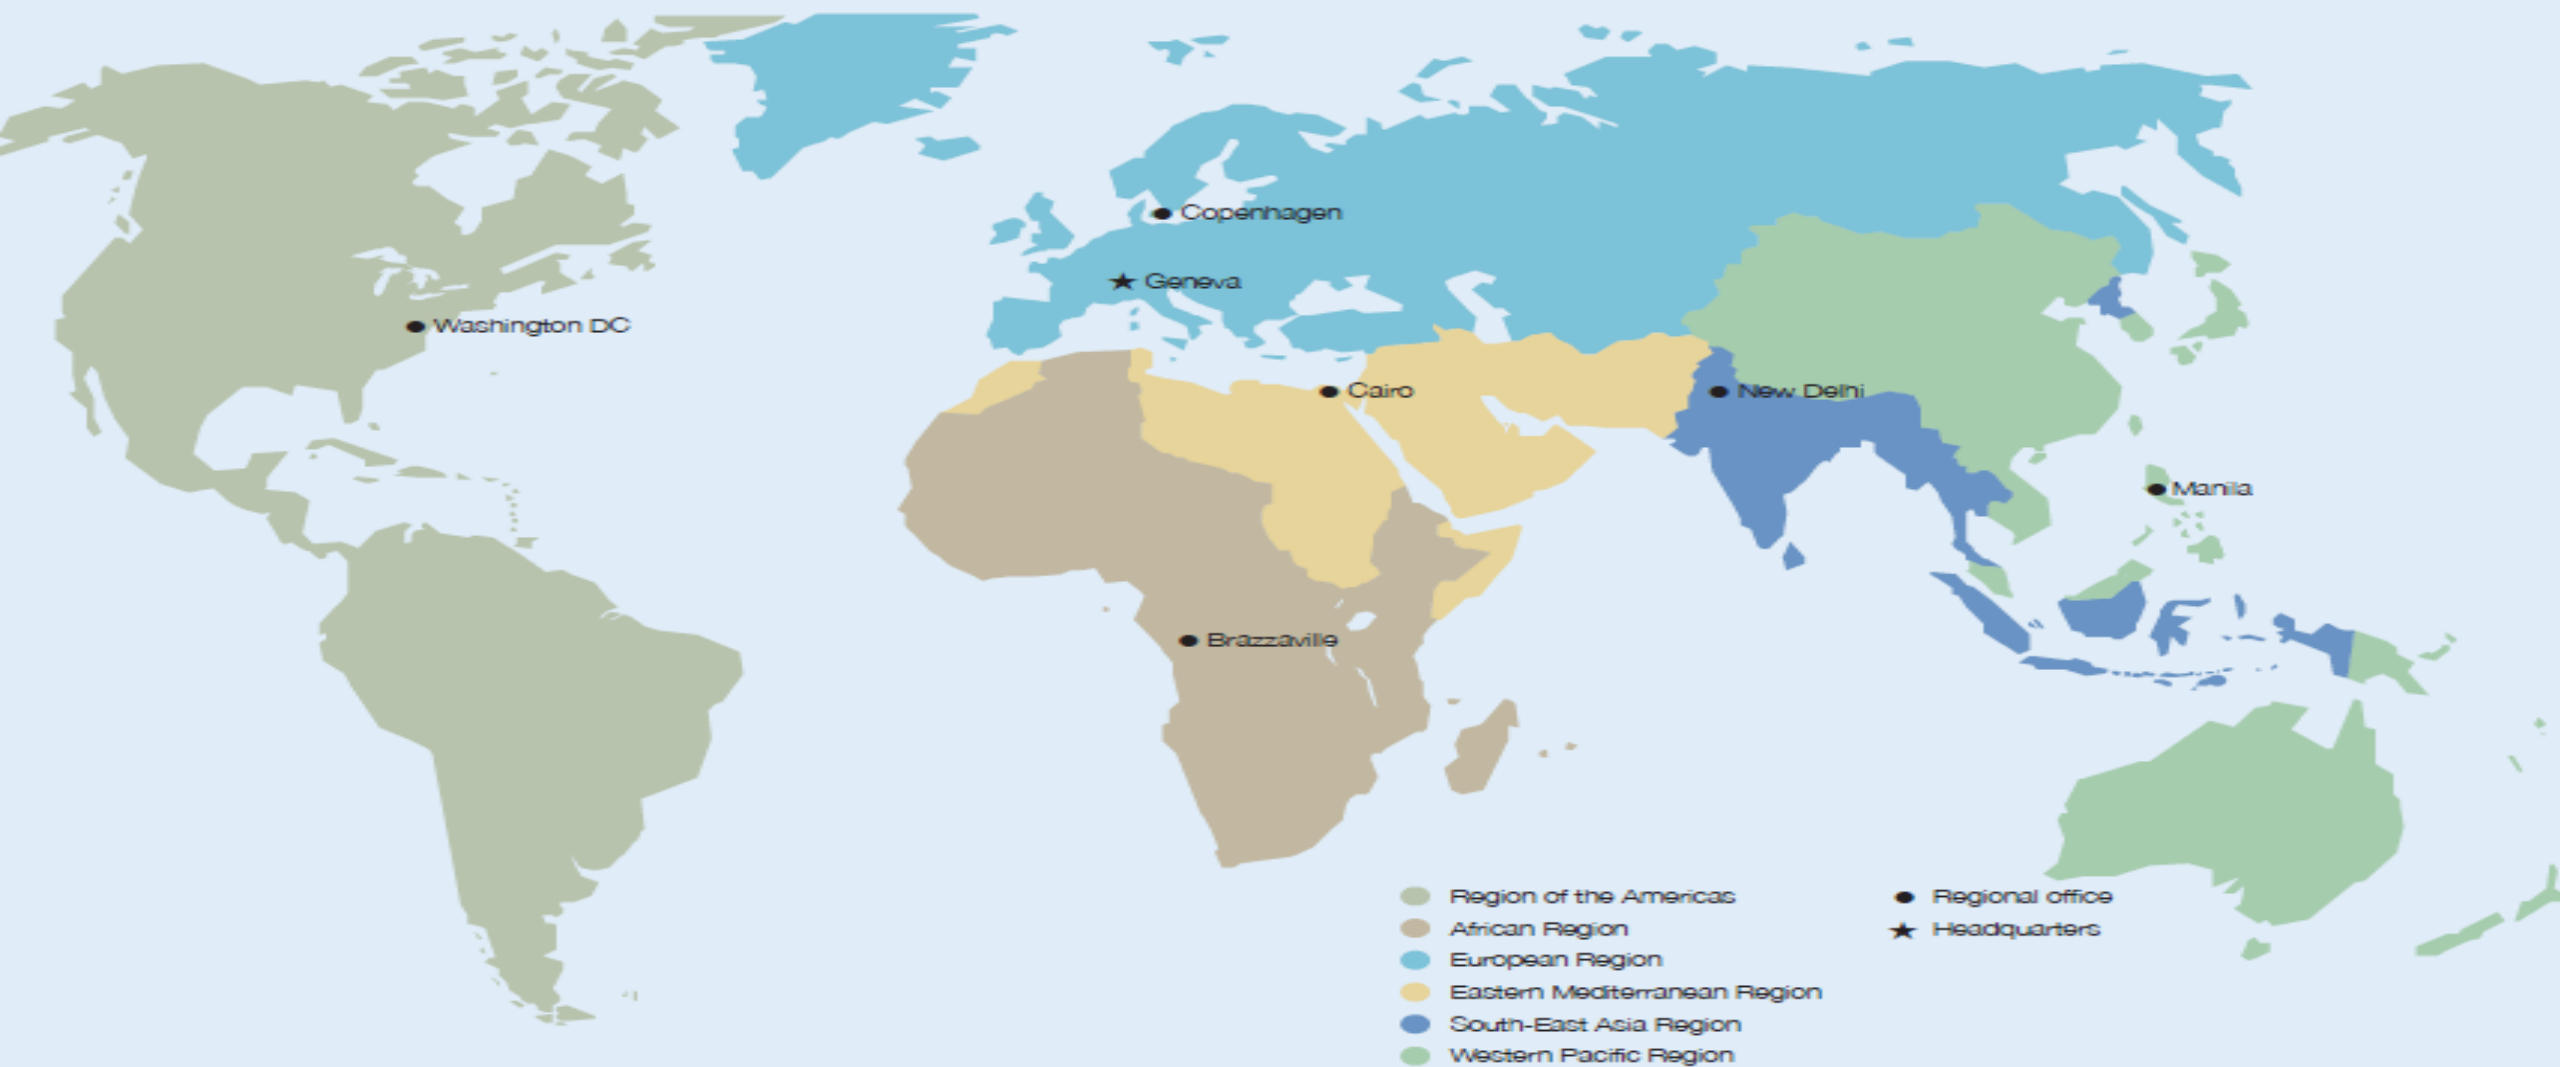 Copenhagen
Geneva
Washington DC
Cairo
New Delhi
Manila
Brazzaville
Region of the Americas
African Region
European Region
Eastern Mediterranean Region
South-East Asia Region
Western Pacific Region
Regional office
Headquarters